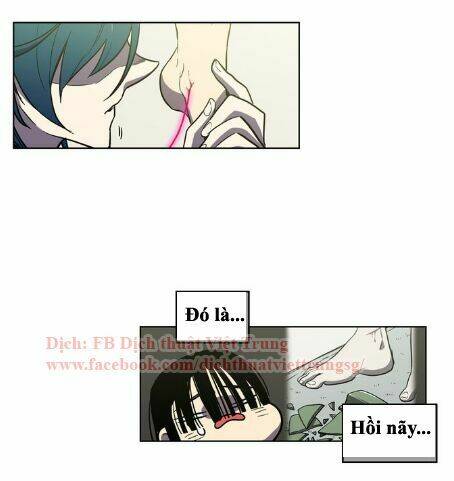 Đó là...
Dịch: FB Dịch thuật Việt Trung
www.facebook.com/dichthuatviettrungsg/
Hồi nãy...